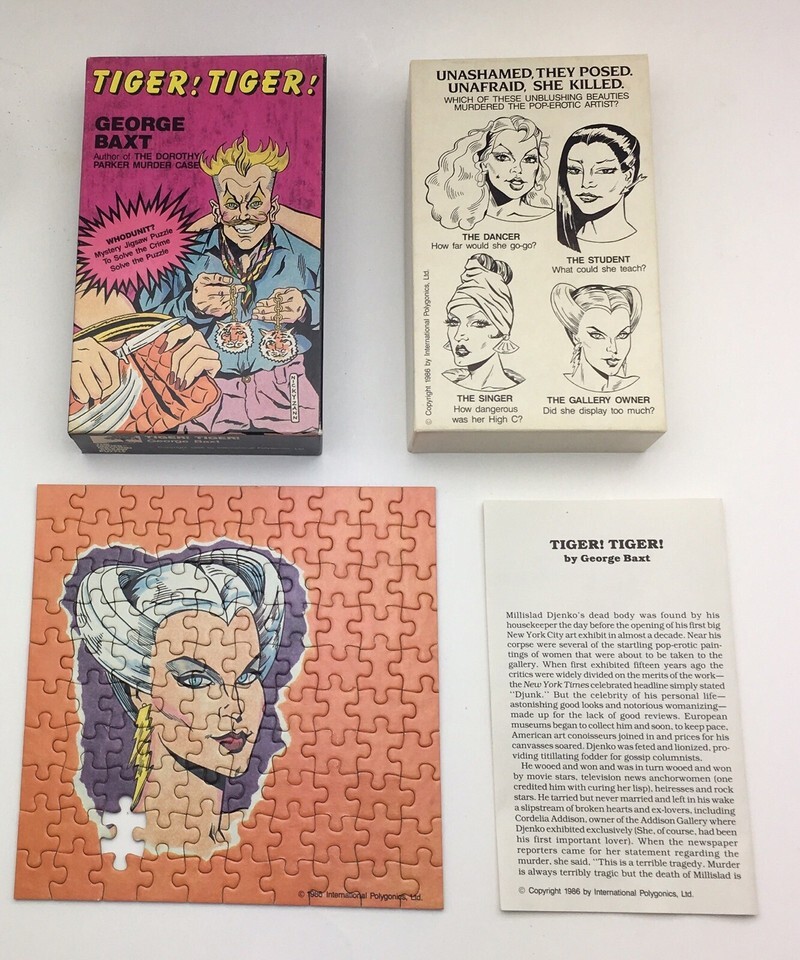 TIGER! TIGER!
GEORGE
BAXT
Author of THE DOROTHY
PARKER MURDER CASE
WHODUNIT?
Mystery Jigsaw Puzzle
To Solve the Crime
Solve the Puzzle
NICKY ZANN
TIGER! TIGER!
George Baxt
UNASHAMED, THEY POSED.
UNAFRAID, SHE KILLED.
WHICH OF THESE UNBLUSHING BEAUTIES
MURDERED THE POP-EROTIC ARTIST?
THE DANCER
How far would she go-go?
THE STUDENT
What could she teach?
THE SINGER
How dangerous
was her High C?
THE GALLERY OWNER
Did she display too much?
© Copyright 1986 by International Polygonics, Ltd.
© 1986 International Polygonics, Ltd.
TIGER! TIGER!
by George Baxt
Millislad Djenko's dead body was found by his
housekeeper the day before the opening of his first big
New York City art exhibit in almost a decade. Near his
corpse were several of the startling pop-erotic pain-
tings of women that were about to be taken to the
gallery. When first exhibited fifteen years ago the
critics were widely divided on the merits of the work—
the New York Times celebrated headline simply stated
"Djunk." But the celebrity of his personal life—
astonishing good looks and notorious womanizing—
made up for the lack of good reviews. European
museums began to collect him and soon, to keep pace,
American art conoisseurs joined in and prices for his
canvasses soared. Djenko was feted and lionized, pro-
viding titillating fodder for gossip columnists.
He wooed and won and was in turn wooed and won
by movie stars, television news anchorwomen (one
credited him with curing her lisp), heiresses and rock
stars. He tarried but never married and left in his wake
a slipstream of broken hearts and ex-lovers, including
Cordelia Addison, owner of the Addison Gallery where
Djenko exhibited exclusively (She, of course, had been
his first important lover). When the newspaper
reporters came for her statement regarding the
murder, she said. "This is a terrible tragedy. Murder
is always terribly tragic but the death of Millislad is
© Copyright 1986 by International Polygonics, Ltd.